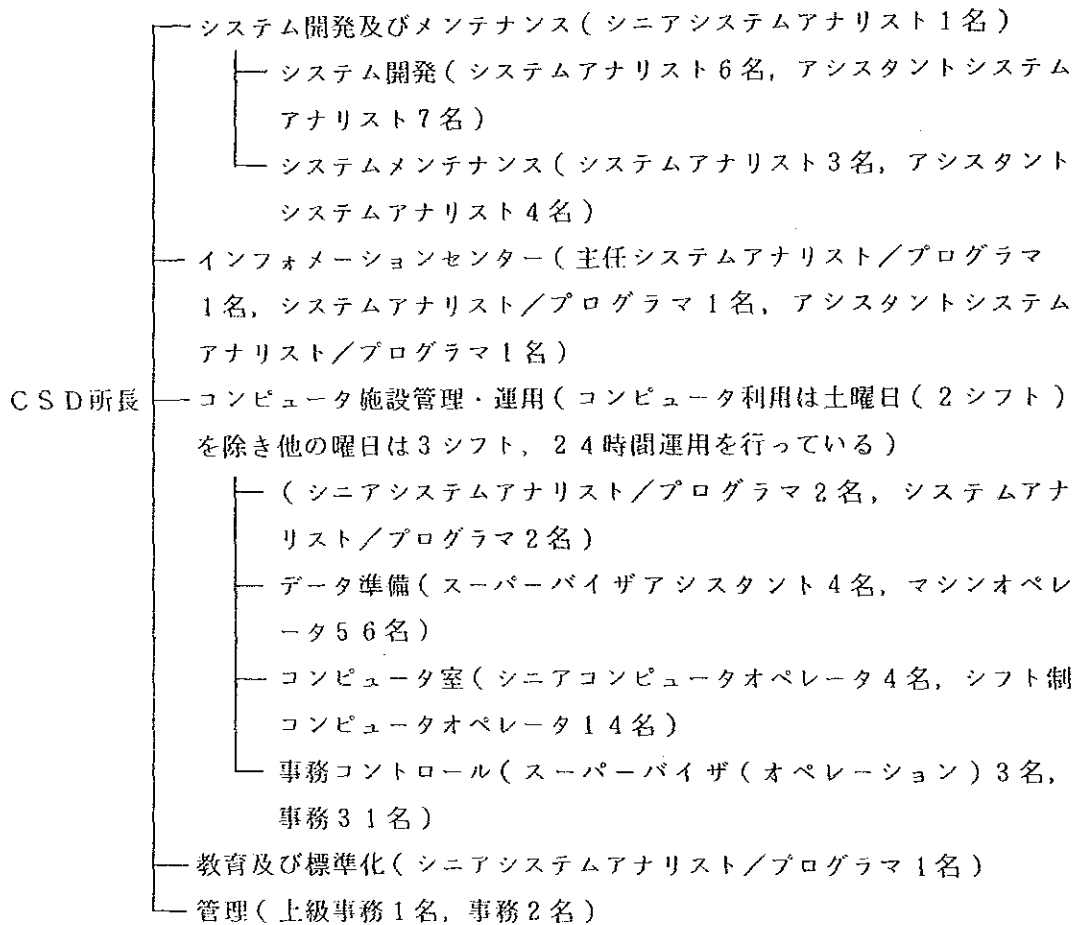 システム開発及びメンテナンス(シニアシステムアナリスト1名)
システム開発(システムアナリスト6名,アシスタントシステム
アナリスト7名)
システムメンテナンス(システムアナリスト3名,アシスタント
システムアナリスト4名)
インフォメーションセンター(主任システムアナリスト/プログラマ
1名,システムアナリスト/プログラマ1名,アシスタントシステム
アナリスト/プログラマ1名)
CSD所長 コンピュータ施設管理・運用(コンピュータ利用は土曜日(2シフト)
を除き他の曜日は3シフト,24時間運用を行っている)
(シニアシステムアナリスト/プログラマ2名,システムアナ
リスト/プログラマ2名)
データ準備(スーパーバイザアシスタント4名,マシンオペレ
ータ56名)
コンピュータ室(シニアコンピュータオペレータ4名,シフト制
コンピュータオペレータ14名)
事務コントロール(スーパーバイザ(オペレーション)3名,
事務31名)
教育及び標準化(シニアシステムアナリスト/プログラマ1名)
管理(上級事務1名,事務2名)